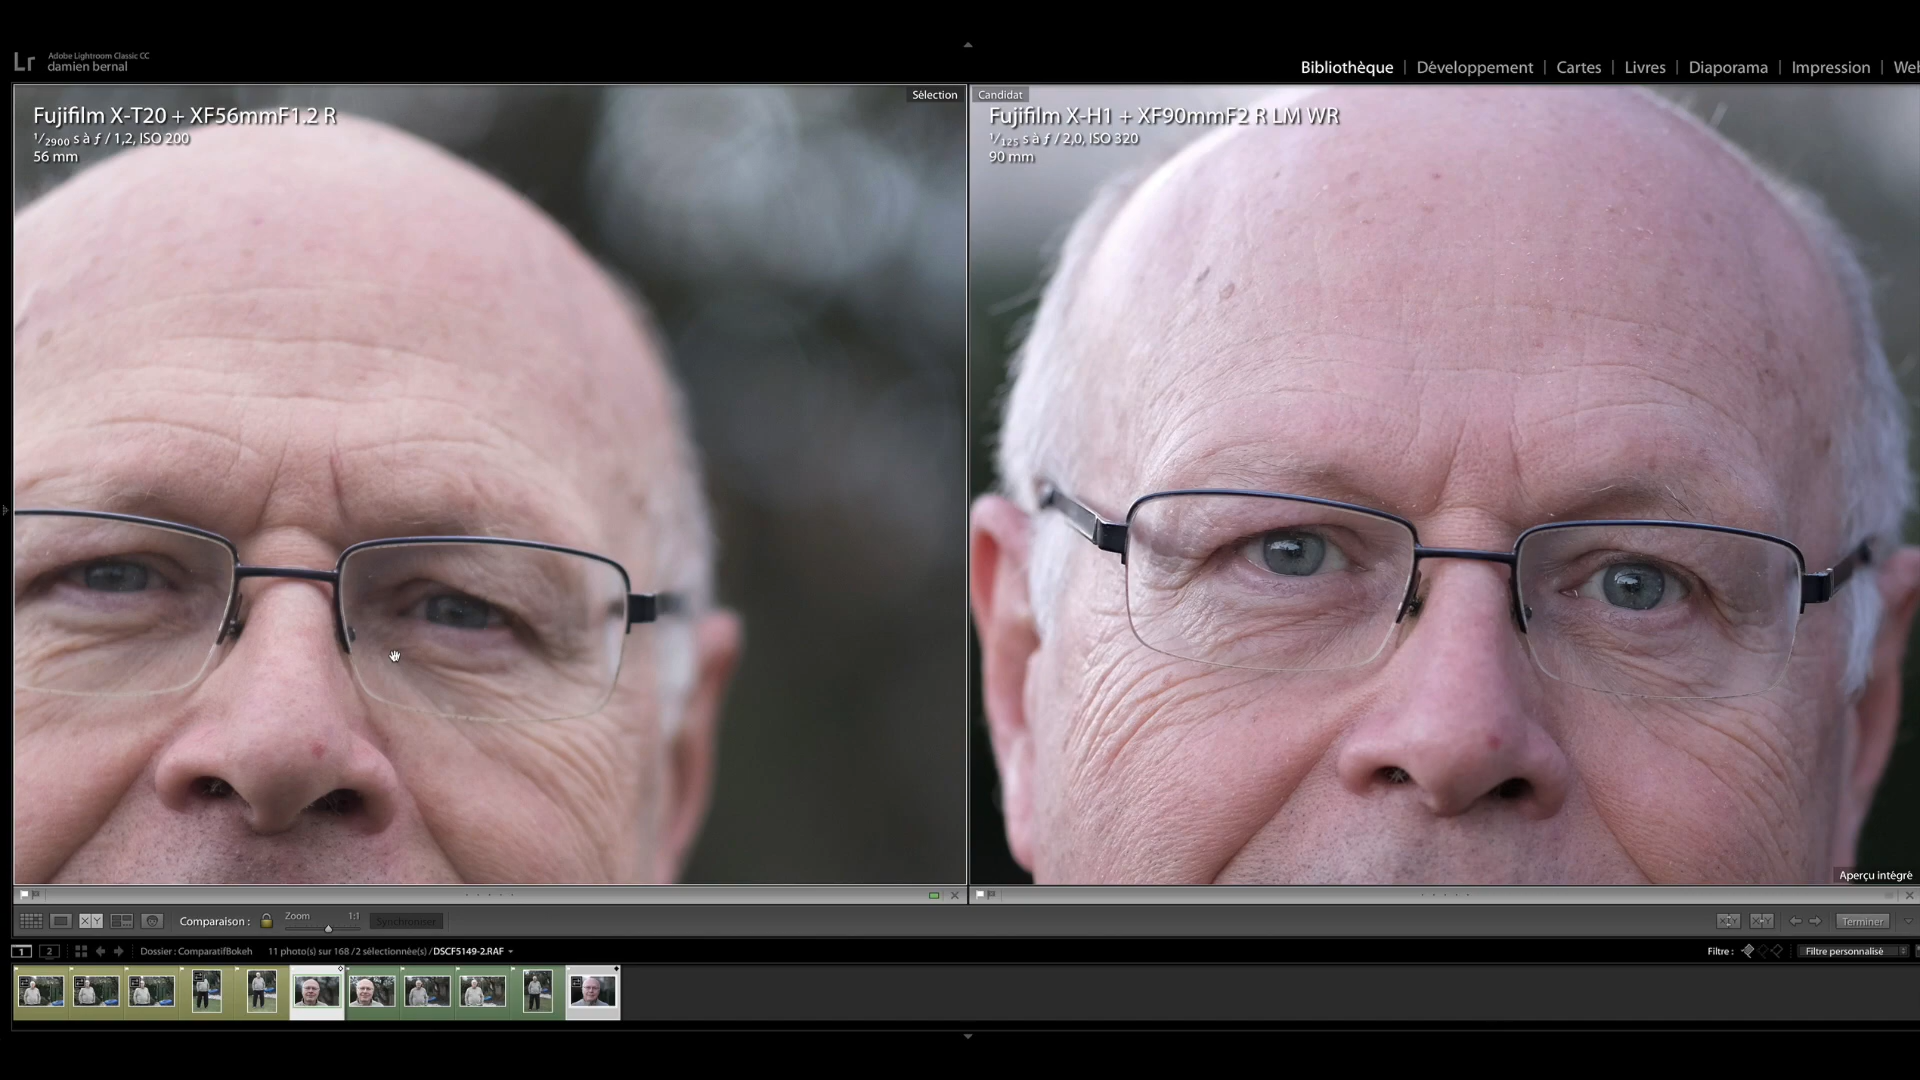 Lr
Adobe Lightroom Classic CC
damien bernal
Bibliothèque | Développement | Cartes | Livres | Diaporama | Impression | Web
Fujifilm X-T20 + XF56mmF1.2 R
1/2900 s à ƒ / 1,2, ISO 200
56 mm
Sélection
Candidat
Fujifilm X-H1 + XF90mmF2 R LM WR
1/125 s à ƒ / 2,0, ISO 320
90 mm
Aperçu intégré
X Y
Comparaison :
Zoom
1:1
Synchroniser
Terminer
1
2
Dossier : ComparatifBokeh
11 photo(s) sur 168 / 2 sélectionnée(s) / DSCF5149-2.RAF
Filtre :
Filtre personnalisé